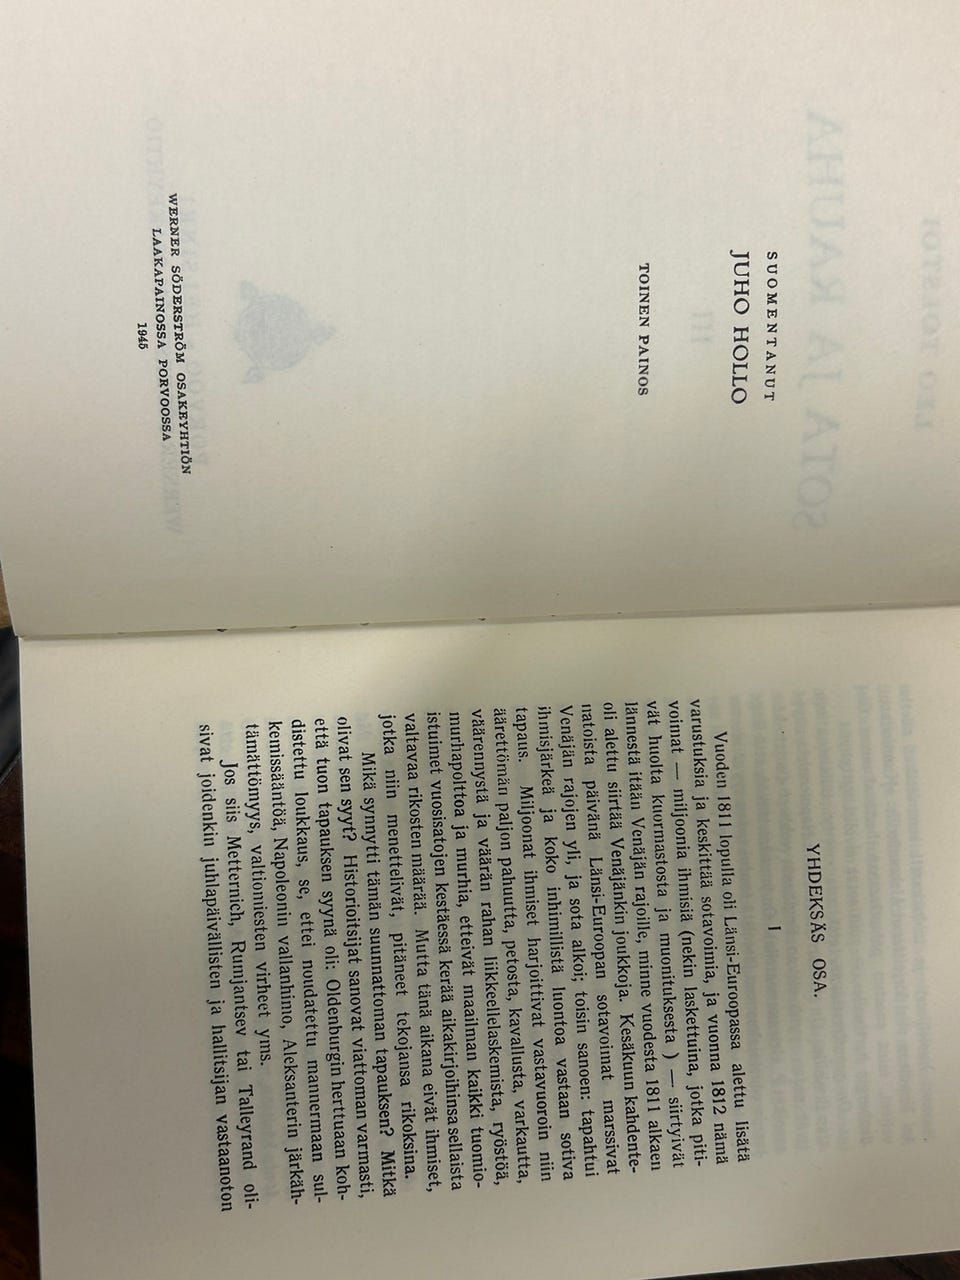 SUOMENTANUT
JUHO HOLLO
TOINEN PAINOS
WERNER SÖDERSTRÖM OSAKEYHTIÖN
LAAKAPAINOSSA PORVOOSSA
1945
YHDEKSÄS OSA.
I
Vuoden 1811 lopulla oli Länsi-Euroopassa alettu lisätä
varustuksia ja keskittää sotavoimia, ja vuonna 1812 nämä
voimat — miljoonia ihmisiä (nekin laskettuina, jotka piti-
vät huolta kuormastosta ja muonituksesta ) — siirtyivät
lännestä itään Venäjän rajoille, minne vuodesta 1811 alkaen
oli alettu siirtää Venäjänkin joukkoja. Kesäkuun kahdente-
natoista päivänä Länsi-Euroopan sotavoimat marssivat
Venäjän rajojen yli, ja sota alkoi; toisin sanoen: tapahtui
ihmisjärkeä ja koko inhimillistä luontoa vastaan sotiva
tapaus. Miljoonat ihmiset harjoittivat vastavuoroin niin
äärettömän paljon pahuutta, petosta, kavallusta, varkautta,
väärennystä ja väärän rahan liikkeellelaskemista, ryöstöä,
murhapolttoa ja murhia, etteivät maailman kaikki tuomio-
istuimet vuosisatojen kestäessä kerää aikakirjoihinsa sellaista
valtavaa rikosten määrää. Mutta tänä aikana eivät ihmiset,
jotka niin menettelivät, pitäneet tekojansa rikoksina.
Mikä synnytti tämän suunnattoman tapauksen? Mitkä
olivat sen syyt? Historioitsijat sanovat viattoman varmasti,
että tuon tapauksen syynä oli: Oldenburgin herttuaan koh-
distettu loukkaus, se, ettei noudatettu mannermaan sul-
kemissääntöä, Napoleonin vallanhimo, Aleksanterin järkäh-
tämättömyys, valtiomiesten virheet yms.
Jos siis Metternich, Rumjantsev tai Talleyrand oli-
sivat joidenkin juhlapäivällisten ja hallitsijan vastaanoton